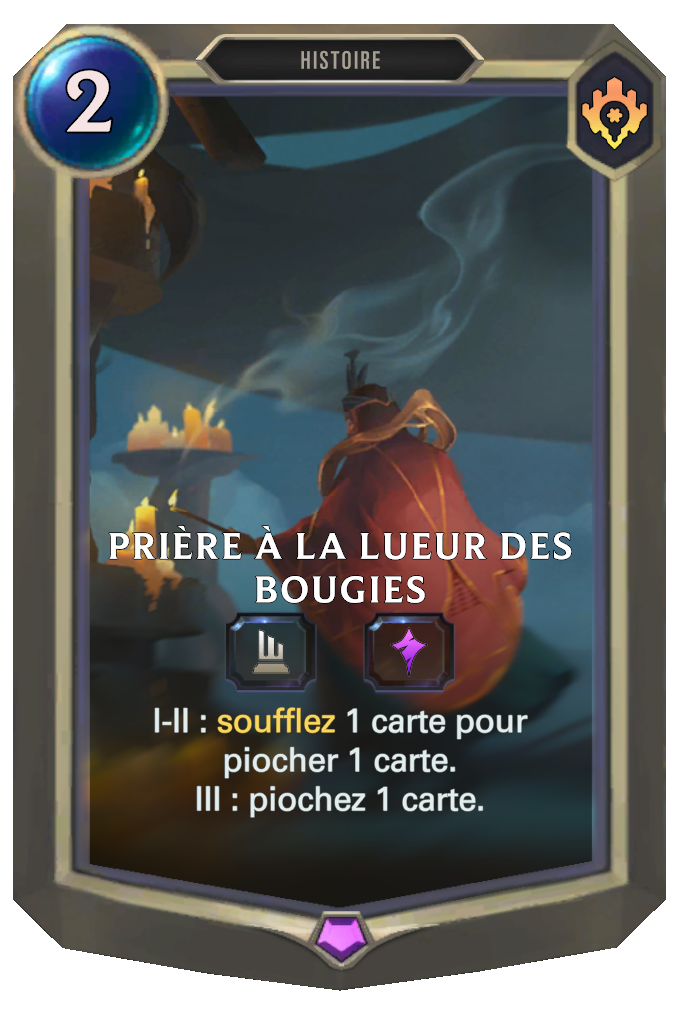 HISTOIRE
2
PRIÈRE À LA LUEUR DES
BOUGIES
I-II : soufflez 1 carte pour
piocher 1 carte.
III : piochez 1 carte.